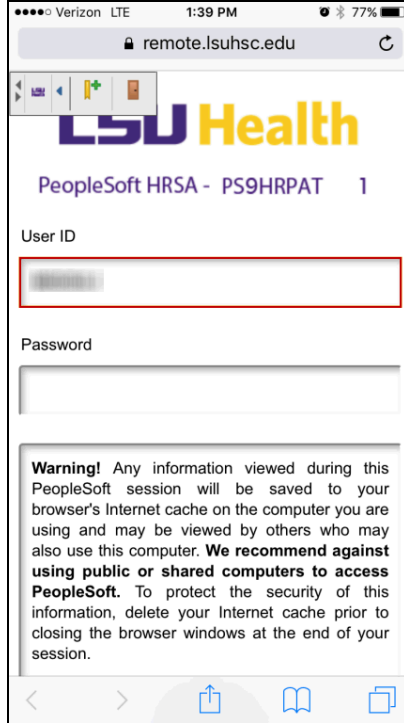 Verizon LTE 1:39 PM 77%
remote.lsuhsc.edu
LSU Health
PeopleSoft HRSA - PS9HRPAT 1
User ID
Password
Warning! Any information viewed during this
PeopleSoft session will be saved to your
browser's Internet cache on the computer you are
using and may be viewed by others who may
also use this computer. We recommend against
using public or shared computers to access
PeopleSoft. To protect the security of this
information, delete your Internet cache prior to
closing the browser windows at the end of your
session.